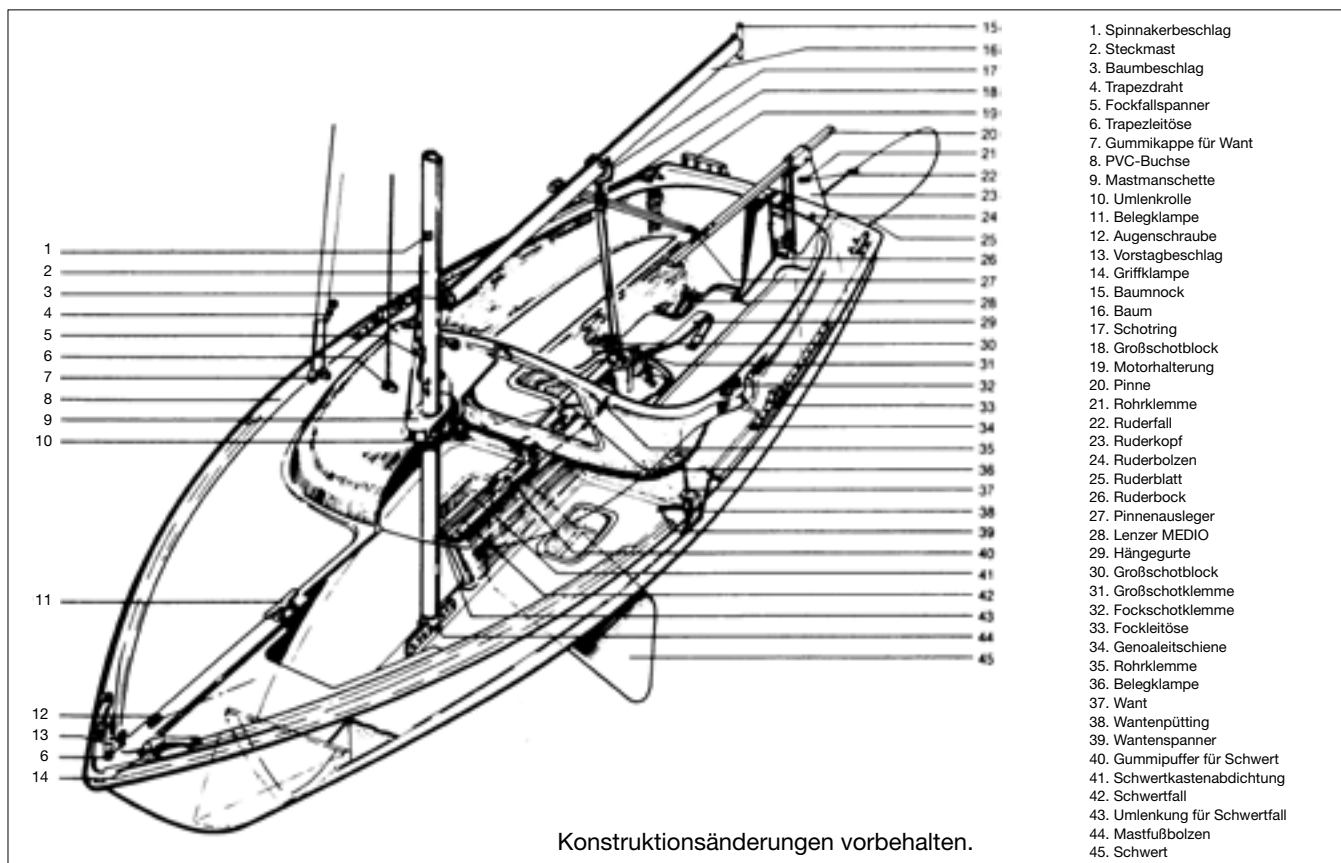 1. Spinnakerbeschlag
2. Steckmast
3. Baumbeschlag
4. Trapezdraht
5. Fockfallspanner
6. Trapezleitöse
7. Gummikappe für Want
8. PVC-Buchse
9. Mastmanschette
10. Umlenkrolle
11. Belegklampe
12. Augenschraube
13. Vorstagbeschlag
14. Griffklampe
15. Baumnock
16. Baum
17. Schotring
18. Großschotblock
19. Motorhalterung
20. Pinne
21. Rohrklemme
22. Ruderfall
23. Ruderkopf
24. Ruderbolzen
25. Ruderblatt
26. Ruderbock
27. Pinnenausleger
28. Lenzer MEDIO
29. Hängegurte
30. Großschotblock
31. Großschotklemme
32. Fockschotklemme
33. Fockleitöse
34. Genoaleitschiene
35. Rohrklemme
36. Belegklampe
37. Want
38. Wantenpütting
39. Wantenspanner
40. Gummipuffer für Schwert
41. Schwertkastenabdichtung
42. Schwertfall
43. Umlenkung für Schwertfall
44. Mastfußbolzen
45. Schwert
1
2
3
4
5
6
7
8
9
10
11
12
13
6
14
15
16
17
18
19
20
21
22
23
24
25
26
27
28
29
30
31
32
33
34
35
36
37
38
39
40
41
42
43
44
45
Konstruktionsänderungen vorbehalten.